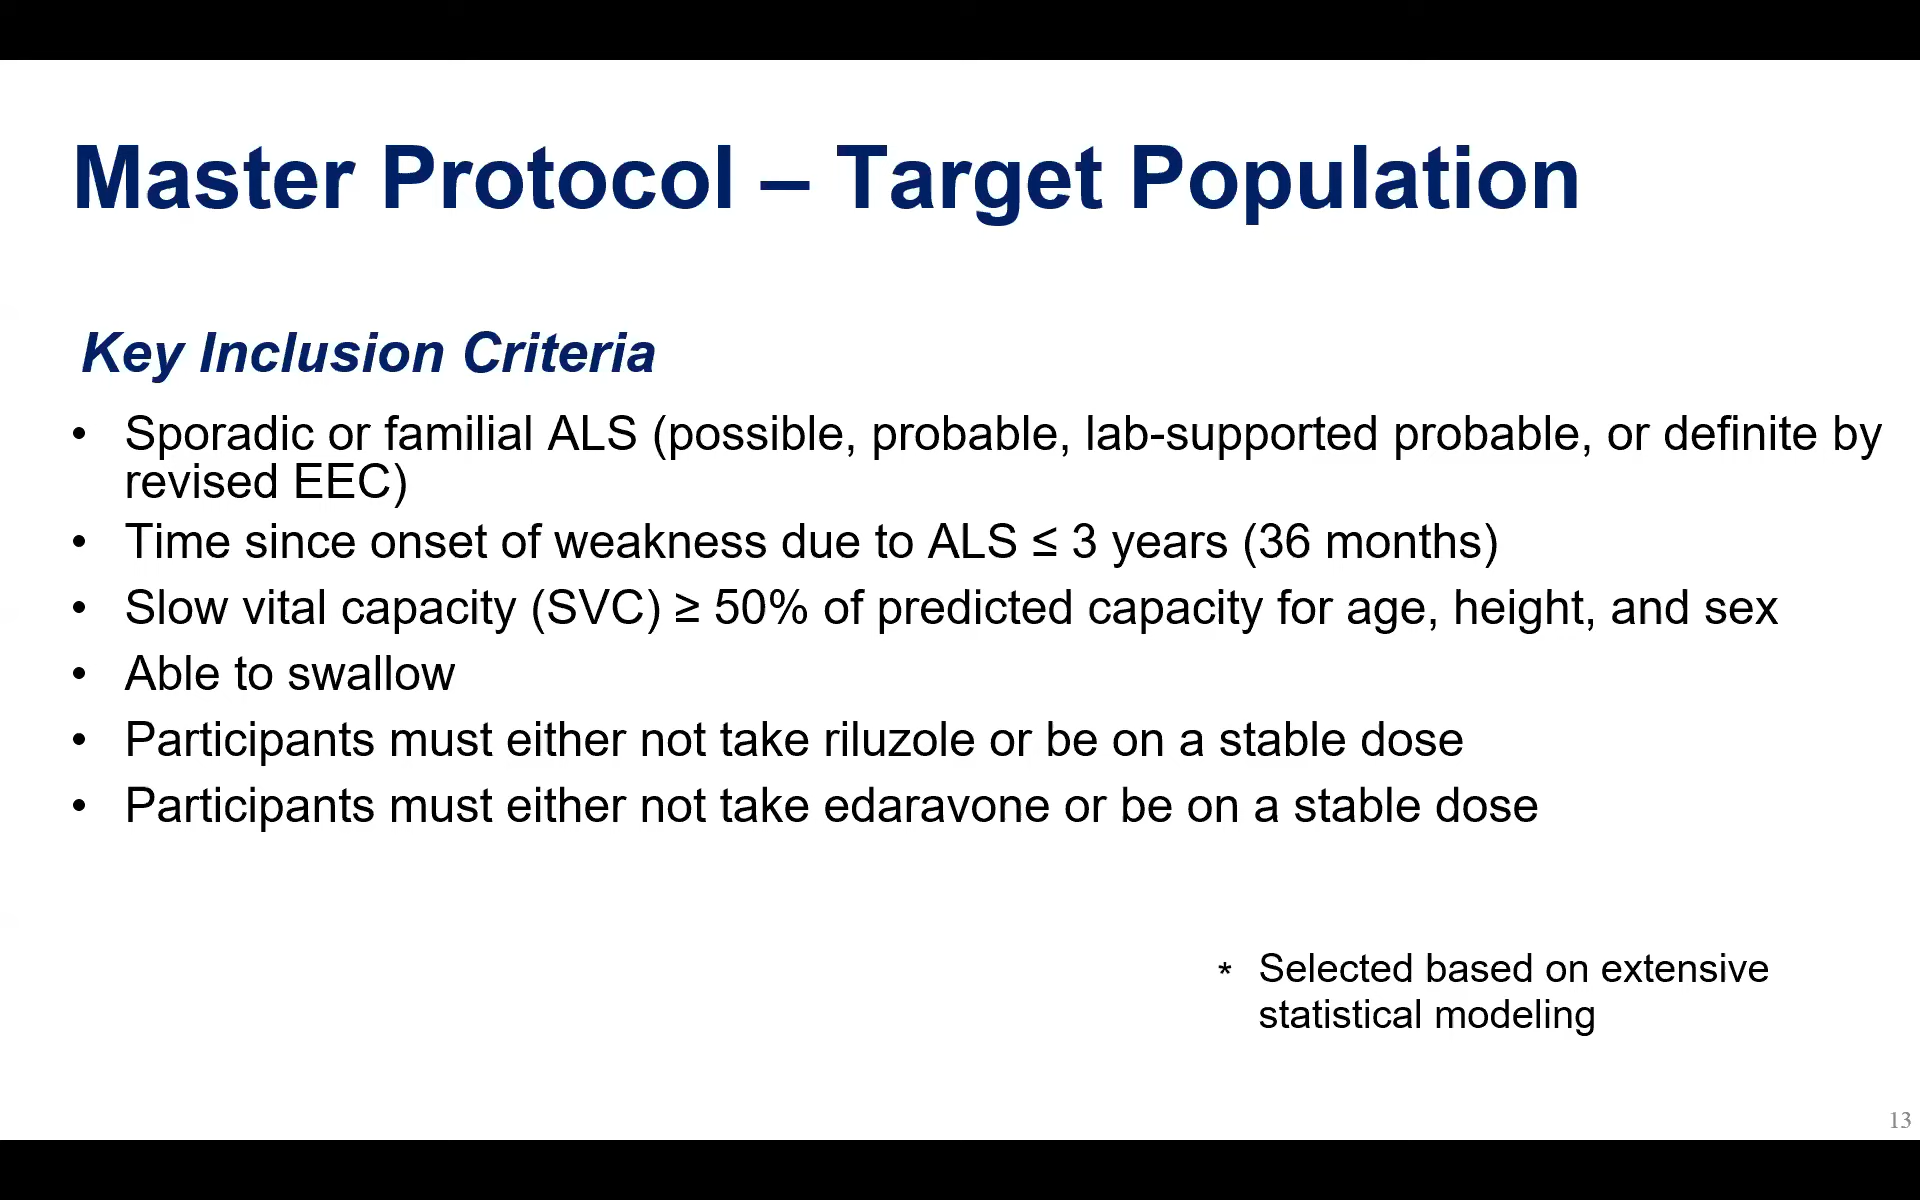 Master Protocol – Target Population
Key Inclusion Criteria
• Sporadic or familial ALS (possible, probable, lab-supported probable, or definite by
revised EEC)
• Time since onset of weakness due to ALS ≤ 3 years (36 months)
• Slow vital capacity (SVC) ≥ 50% of predicted capacity for age, height, and sex
• Able to swallow
• Participants must either not take riluzole or be on a stable dose
• Participants must either not take edaravone or be on a stable dose
* Selected based on extensive
statistical modeling
13